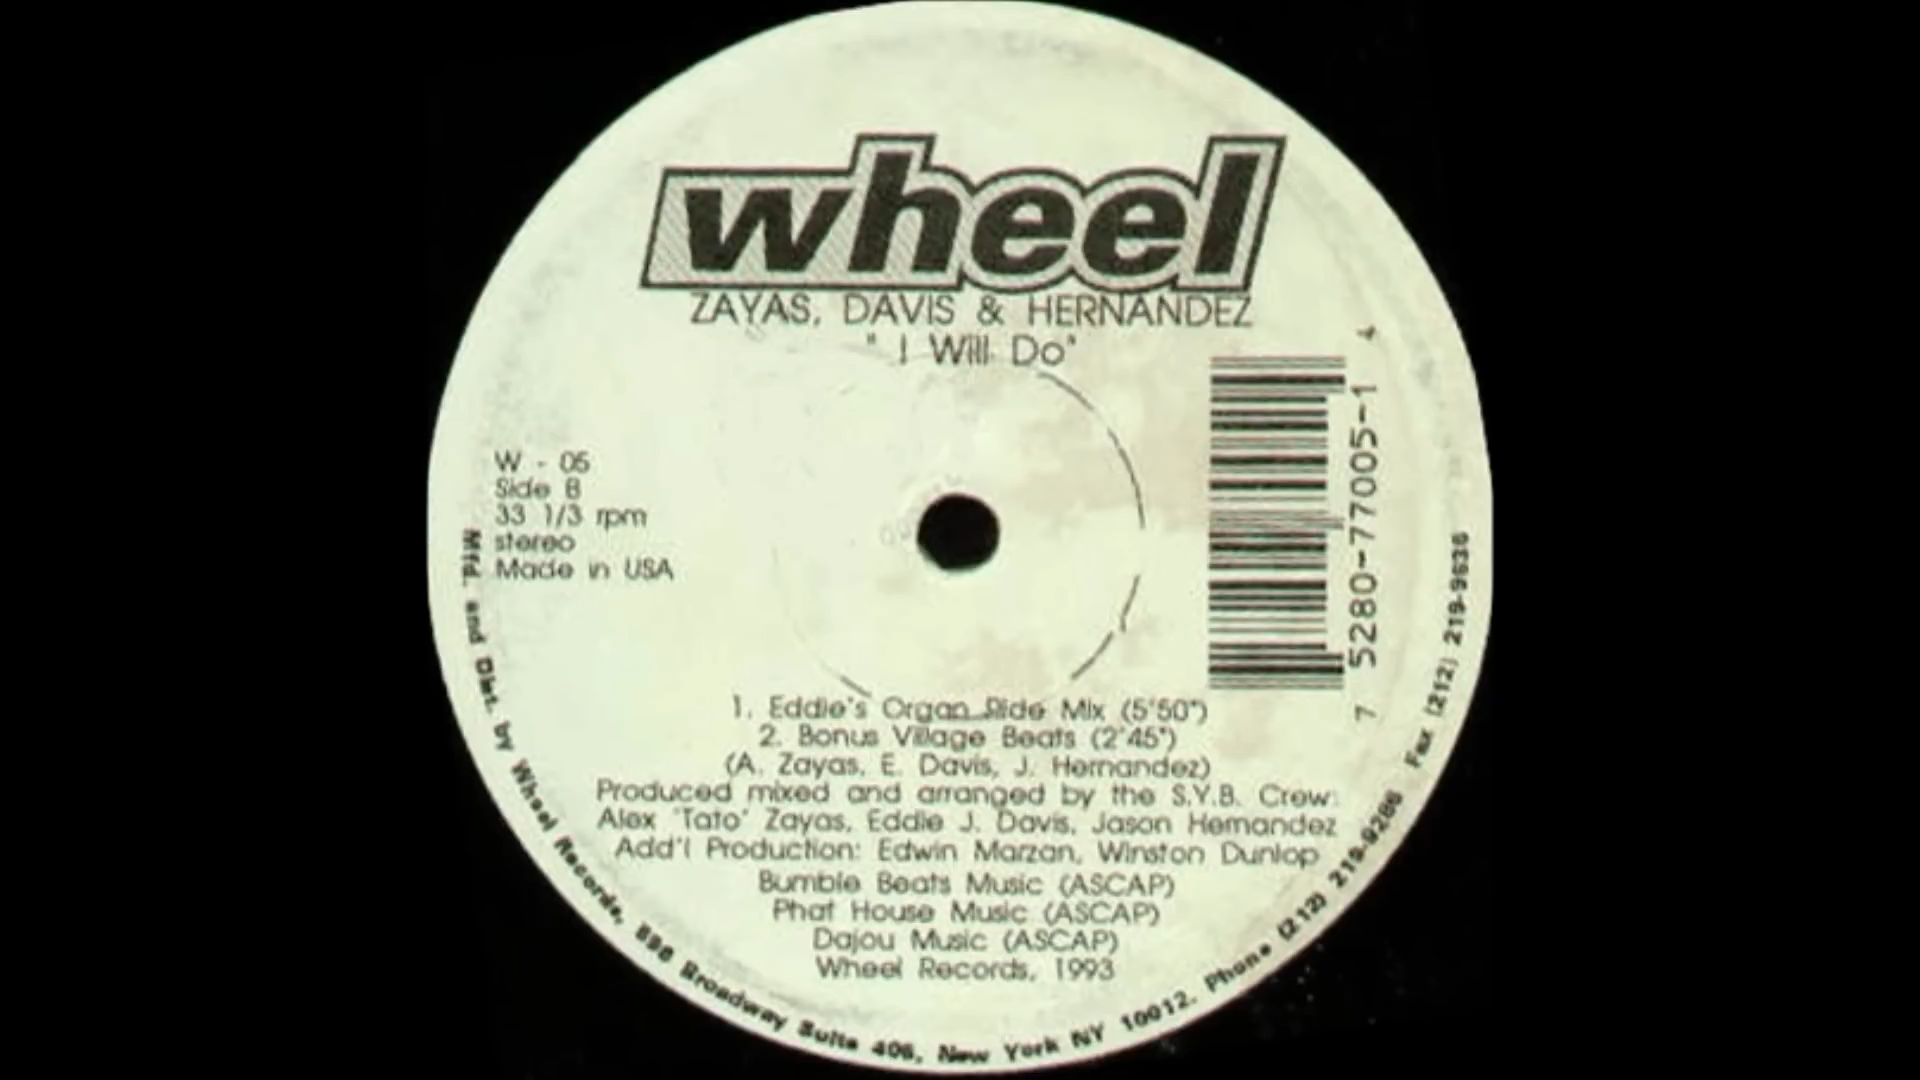 wheel
ZAYAS, DAVIS & HERNANDEZ
" I Will Do"
W - 05
Side B
33 1/3 rpm
stereo
Made in USA
7 5280-77005-1 4
1. Eddie's Organ Ride Mix (5'50")
2. Bonus Village Beats (2'45")
(A. Zayas, E. Davis, J. Hernandez)
Produced mixed and arranged by the S.Y.B. Crew:
Alex 'Tato' Zayas, Eddie J. Davis, Jason Hernandez
Add'l Production: Edwin Marzan, Winston Dunlop
Bumble Beats Music (ASCAP)
Phat House Music (ASCAP)
Dajou Music (ASCAP)
Wheel Records, 1993
Mfd. and Dist. by Wheel Records, Broadway Suite 406, New York NY 10012. Phone (212) 219-9286 Fax (212) 219-9636